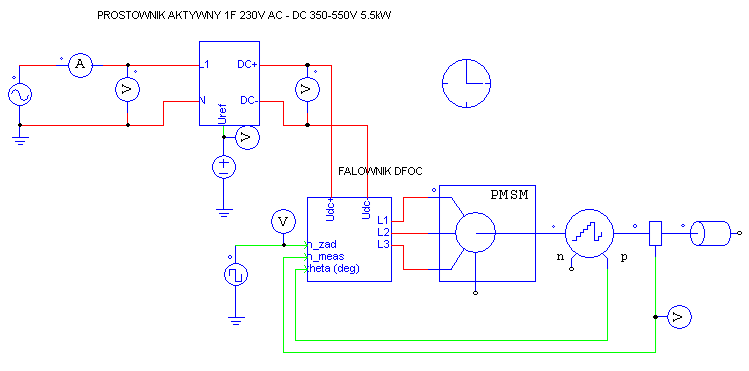 PROSTOWNIK AKTYWNY 1F 230V AC - DC 350-550V 5.5kW
A
L1
DC+
V
V
N
DC-
Uref
V
FALOWNIK DFOC
PMSM
Udc+
Udc-
V
L1
L2
L3
n_zad
n_meas
theta (deg)
n
p
V